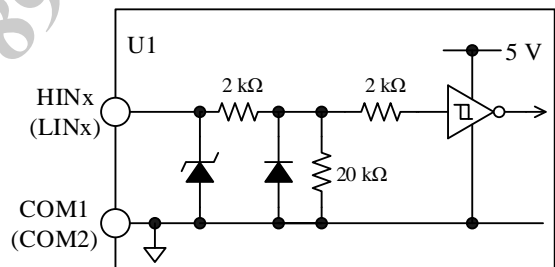 U1
5 V
2 kΩ 2 kΩ
HINx
(LINx)
20 kΩ
COM1
(COM2)